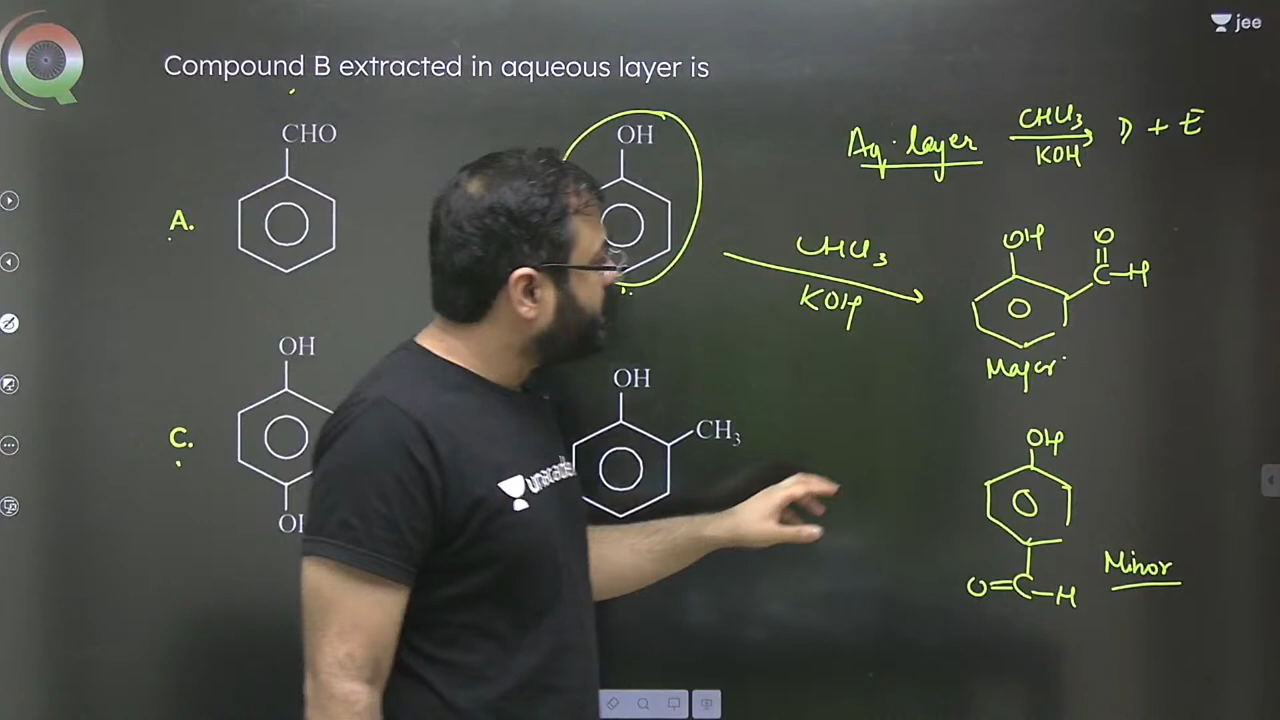 jee
Compound B extracted in aqueous layer is
Aq. layer CHCl3 KOH D + E
A.
CHO
OH
CHCl3
KOH
OH
O
C-H
Major
C.
OH
OH
CH3
OH
O=C-H
Minor